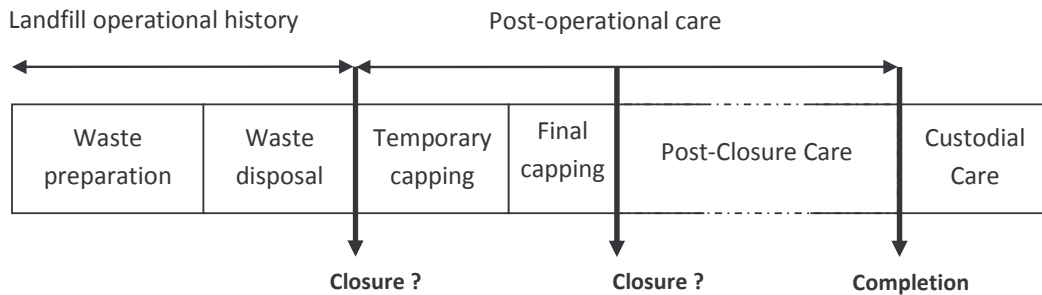 Landfill operational history
Post-operational care
Waste
preparation
Waste
disposal
Temporary
capping
Final
capping
Post-Closure Care
Custodial
Care
Closure ?
Closure ?
Completion